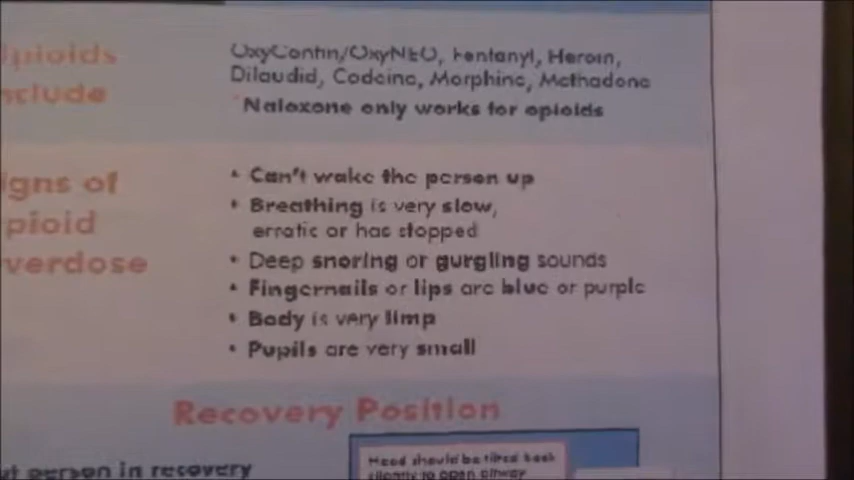 OxyContin/OxyNEO, Fentanyl, Heroin,
pioids
Dilaudid, Codeine, Morphine, Methadone
nclude
*Naloxone only works for opioids
• Can't wake the person up
igns of
• Breathing is very slow,
pioid
erratic or has stopped
verdose
• Deep snoring or gurgling sounds
• Fingernails or lips are blue or purple
• Body is very limp
• Pupils are very small
Recovery Position
ut person in recovery
Head should be tilted back
slightly to open airway